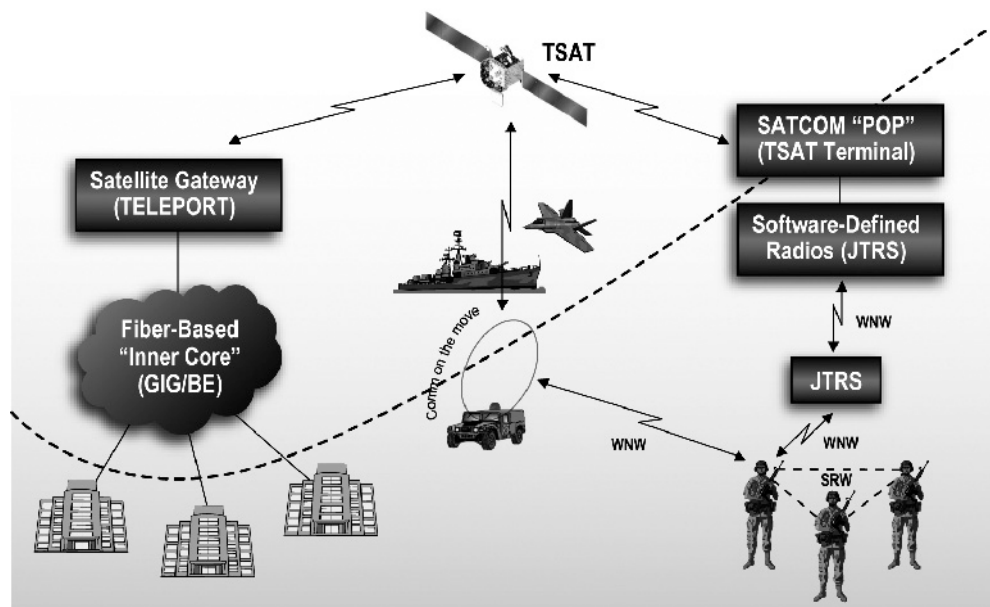 TSAT
SATCOM “POP”
(TSAT Terminal)
Satellite Gateway
(TELEPORT)
Software-Defined
Radios (JTRS)
WNW
Fiber-Based
“Inner Core”
(GIG/BE)
Comm on the move
JTRS
WNW
WNW
SRW